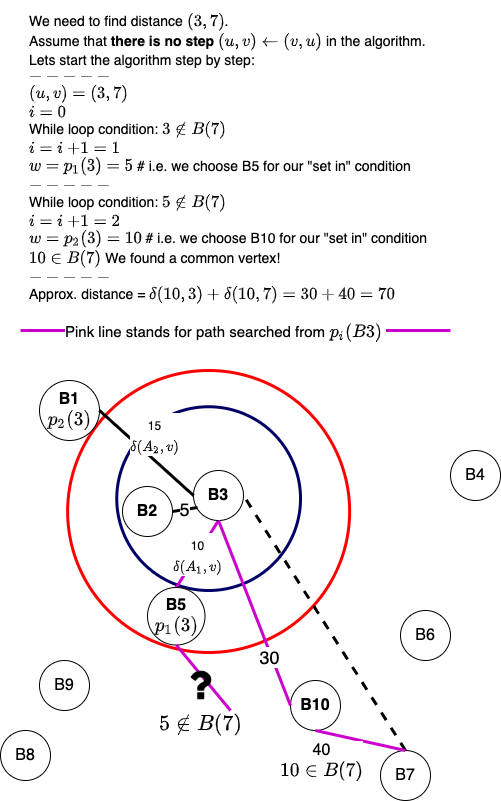 We need to find distance (3, 7).
Assume that there is no step (u, v) ← (v, u) in the algorithm.
Lets start the algorithm step by step:
— — — — —
(u, v) = (3, 7)
i = 0
While loop condition: 3 ∉ B(7)
i = i +1 = 1
w = p₁(3) = 5 # i.e. we choose B5 for our "set in" condition
— — — — —
While loop condition: 5 ∉ B(7)
i = i +1 = 2
w = p₂(3) = 10 # i.e. we choose B10 for our "set in" condition
10 ∈ B(7) We found a common vertex!
— — — — —
Approx. distance = δ(10, 3) + δ(10, 7) = 30 + 40 = 70
Pink line stands for path searched from pᵢ(B3)
B1
p₂(3)
15
δ(A₂, v)
B4
B3
B2
5
10
δ(A₁, v)
B5
p₁(3)
B6
30
B9
?
5 ∉ B(7)
B10
40
10 ∈ B(7)
B7
B8